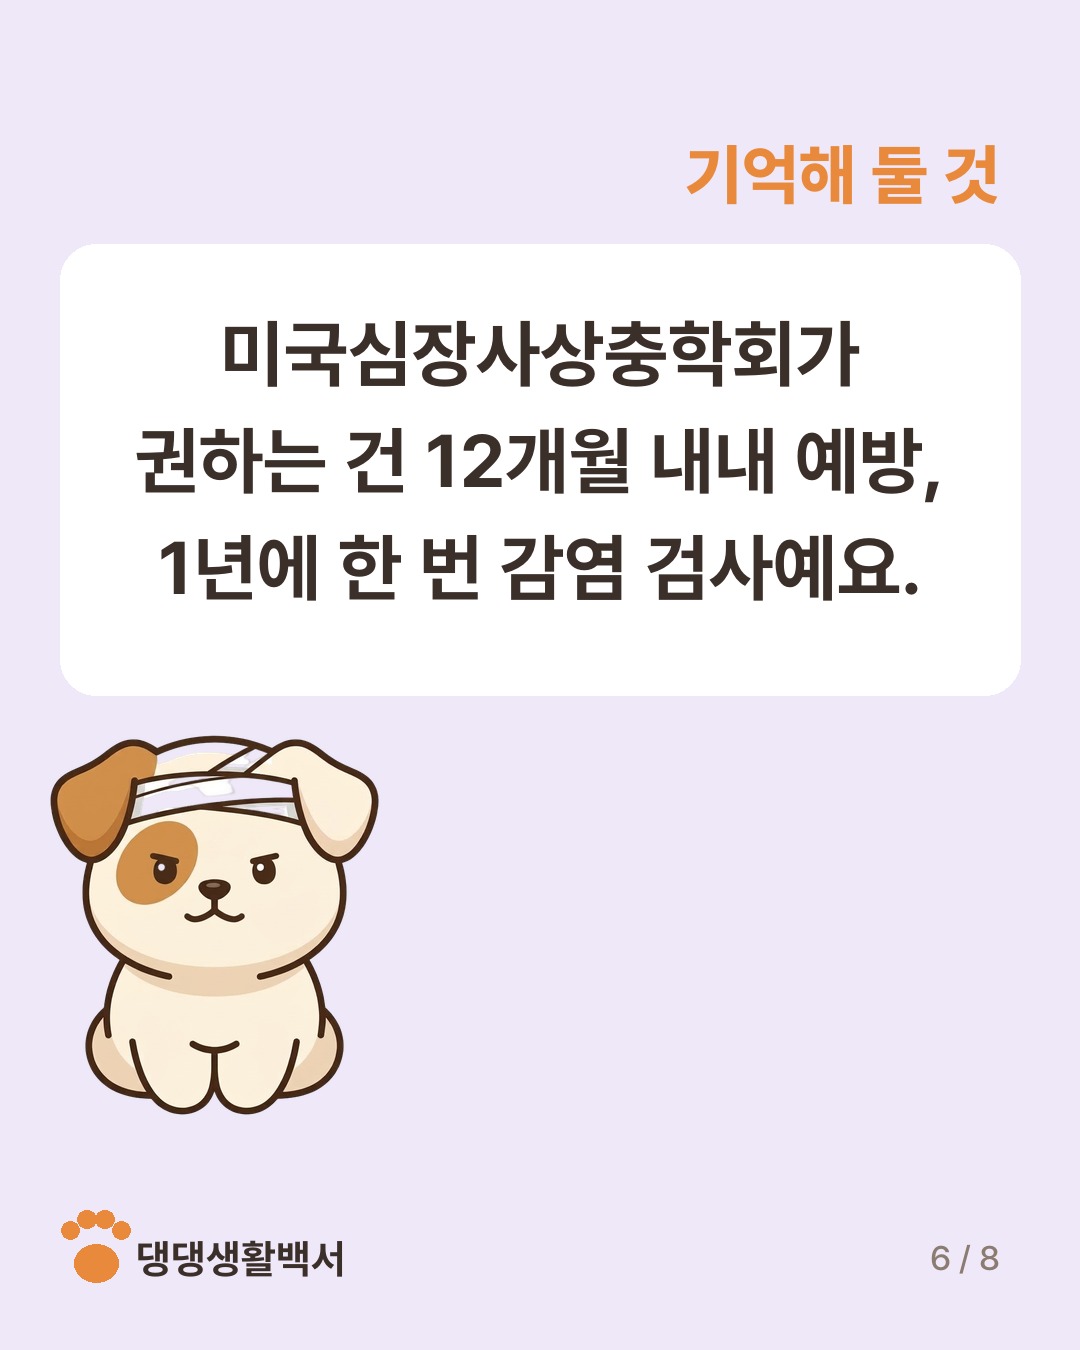 기억해 둘 것
미국심장사상충학회가
권하는 건 12개월 내내 예방,
1년에 한 번 감염 검사예요.
댕댕생활백서
6 / 8